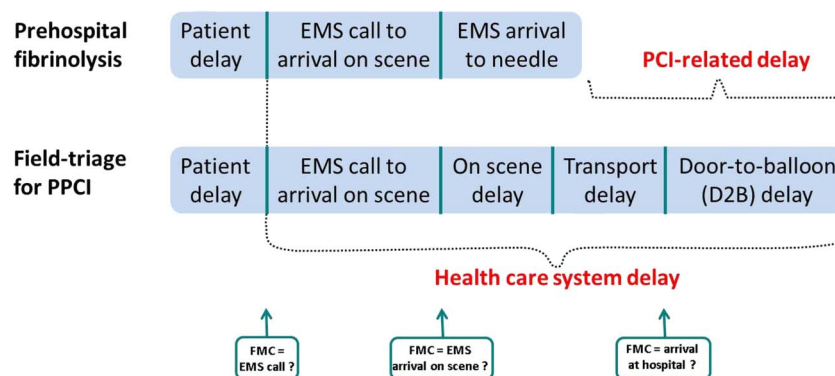 Prehospital
fibrinolysis
Patient
delay
EMS call to
arrival on scene
EMS arrival
to needle
PCI-related delay
Field-triage
for PPCI
Patient
delay
EMS call to
arrival on scene
On scene
delay
Transport
delay
Door-to-balloon
(D2B) delay
Health care system delay
FMC =
EMS call ?
FMC = EMS
arrival on scene ?
FMC = arrival
at hospital ?